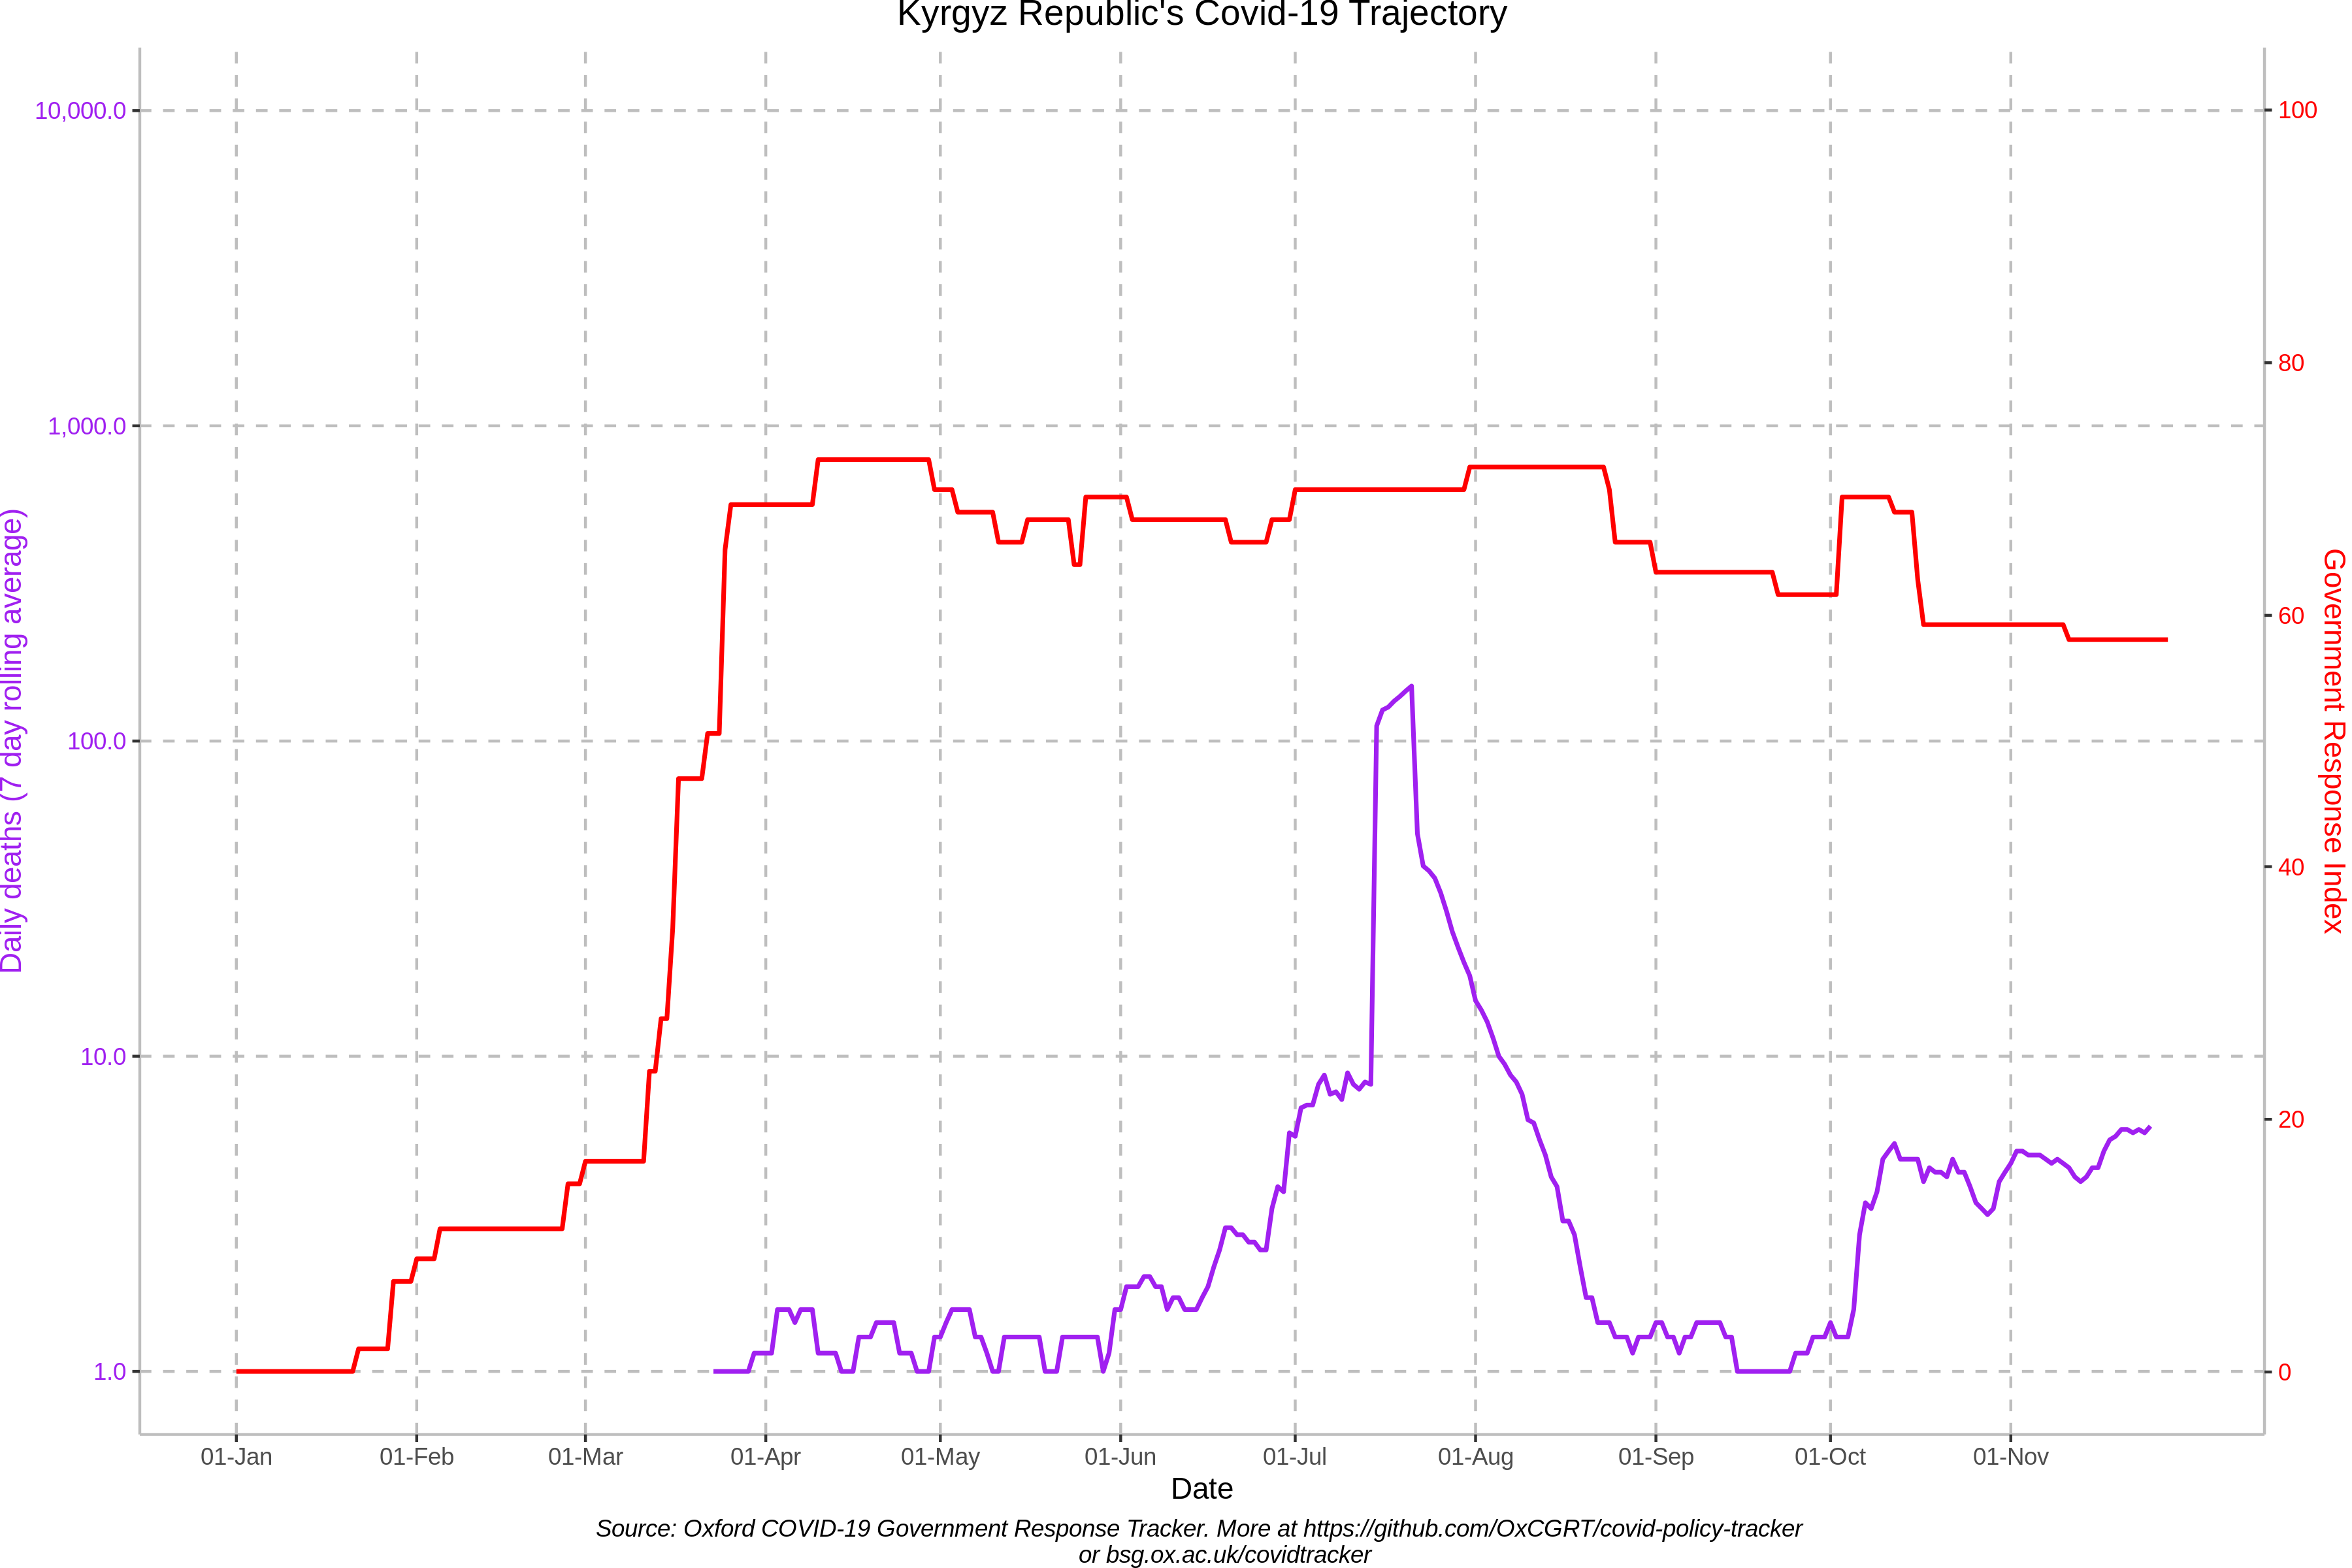 Kyrgyz Republic's Covid-19 Trajectory
10,000.0
1,000.0
100.0
10.0
1.0
Daily deaths (7 day rolling average)
100
80
60
40
20
0
Government Response Index
01-Jan
01-Feb
01-Mar
01-Apr
01-May
01-Jun
01-Jul
01-Aug
01-Sep
01-Oct
01-Nov
Date
Source: Oxford COVID-19 Government Response Tracker. More at https://github.com/OxCGRT/covid-policy-tracker
or bsg.ox.ac.uk/covidtracker